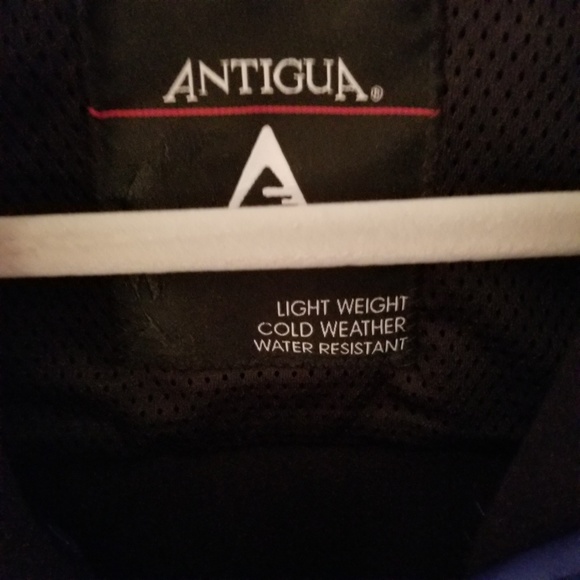 ANTIGUA®
LIGHT WEIGHT
COLD WEATHER
WATER RESISTANT